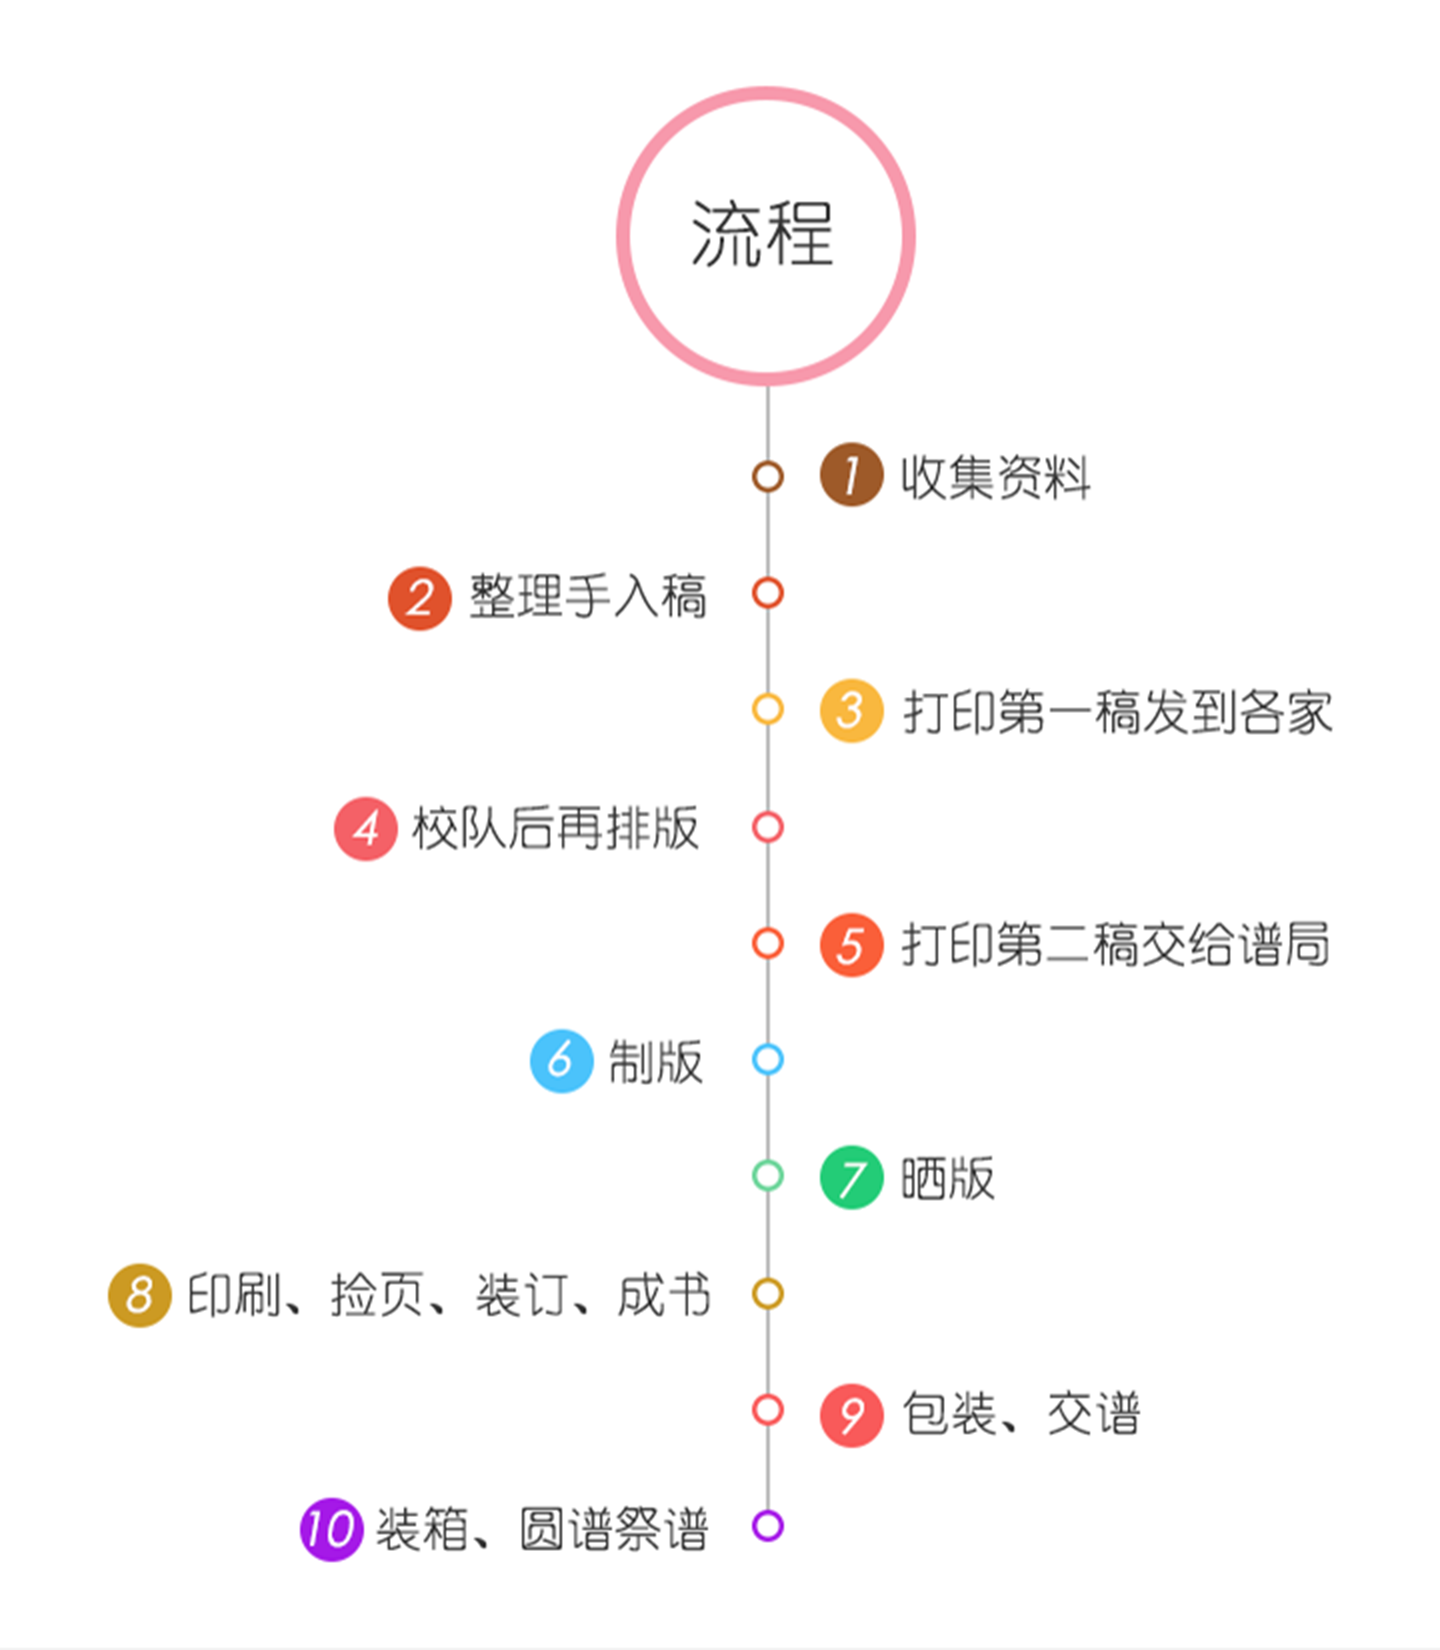 流程
1 收集资料
2 整理手入稿
3 打印第一稿发到各家
4 校队后再排版
5 打印第二稿交给谱局
6 制版
7 晒版
8 印刷、捡页、装订、成书
9 包装、交谱
10 装箱、圆谱祭谱